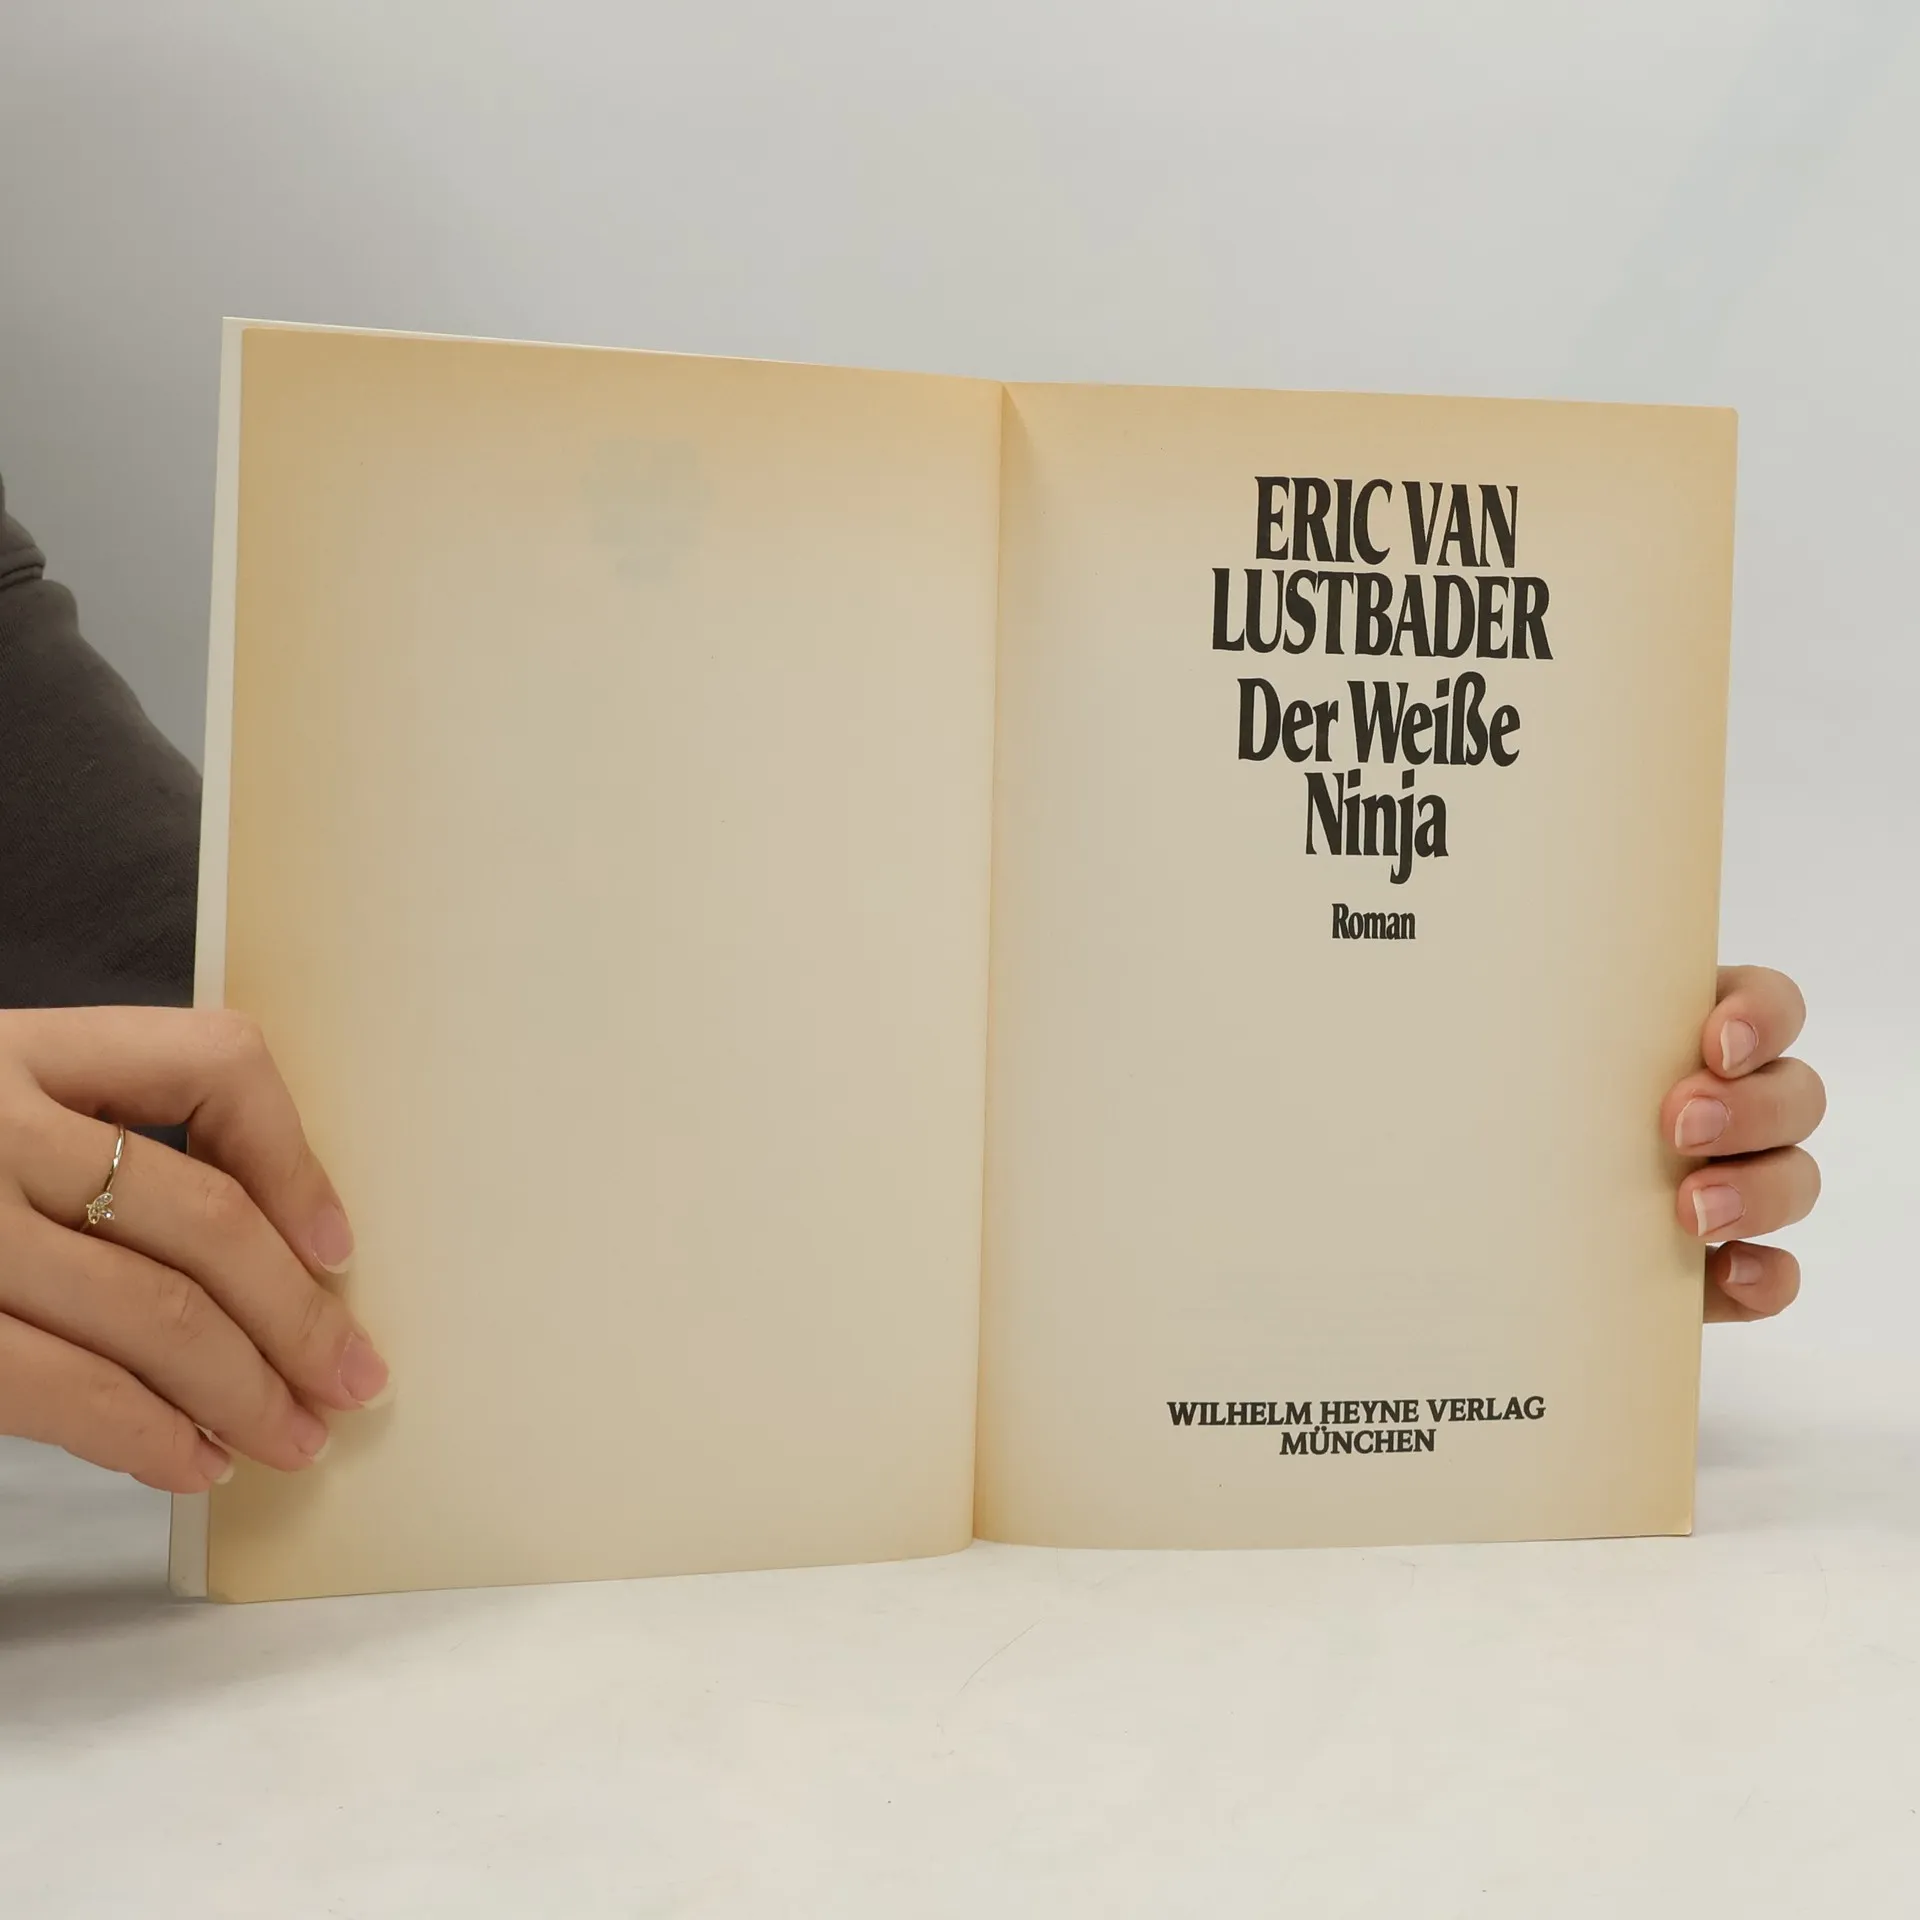 ERIC VAN
LUSTBADER
Der Weiße
Ninja
Roman
WILHELM HEYNE VERLAG
MÜNCHEN